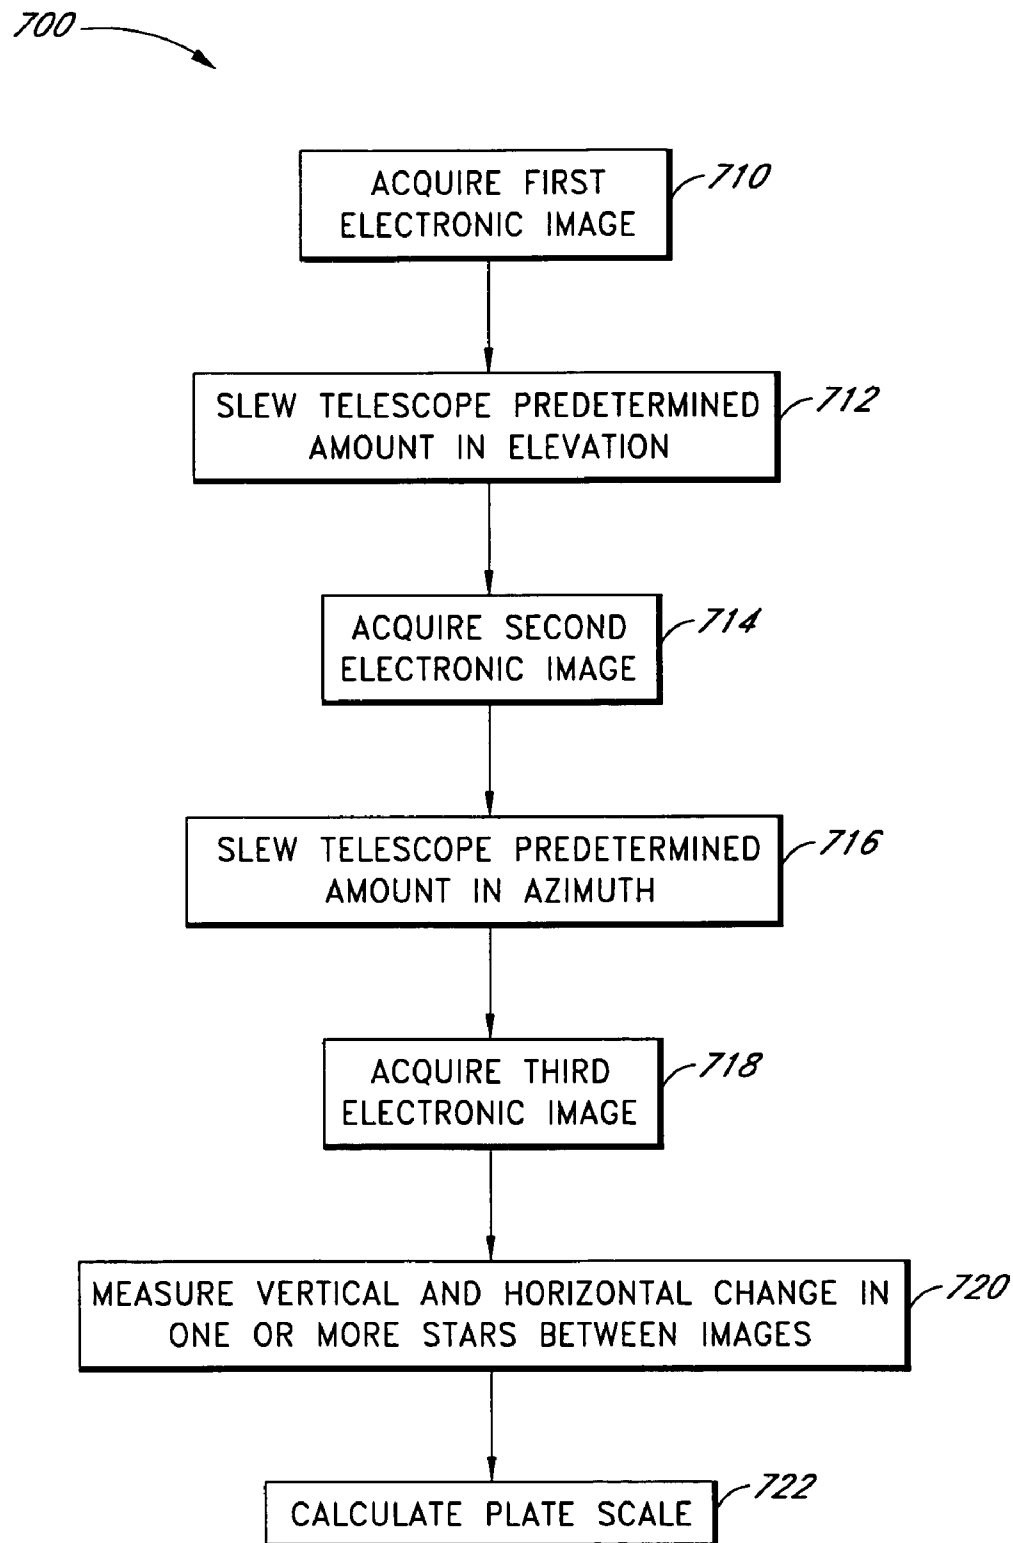 700
ACQUIRE FIRST
ELECTRONIC IMAGE
710
SLEW TELESCOPE PREDETERMINED
AMOUNT IN ELEVATION
712
ACQUIRE SECOND
ELECTRONIC IMAGE
714
SLEW TELESCOPE PREDETERMINED
AMOUNT IN AZIMUTH
716
ACQUIRE THIRD
ELECTRONIC IMAGE
718
MEASURE VERTICAL AND HORIZONTAL CHANGE IN
ONE OR MORE STARS BETWEEN IMAGES
720
CALCULATE PLATE SCALE
722